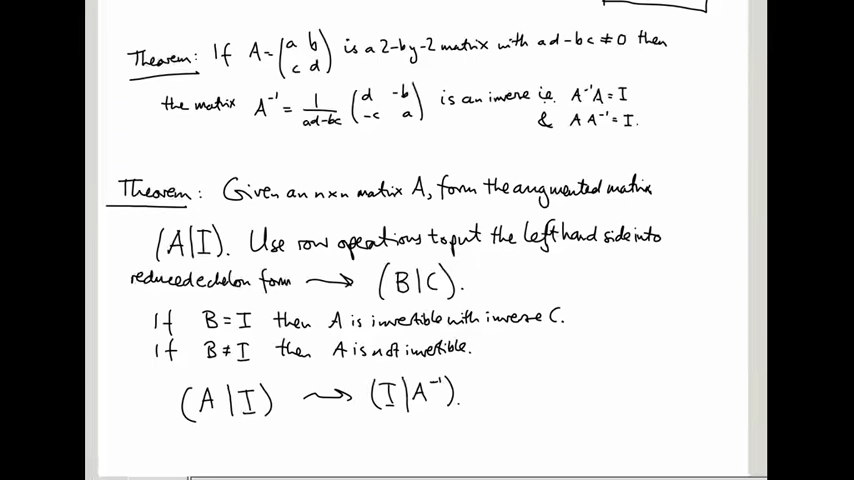 Theorem: If A = (a b
c d) is a 2-by-2 matrix with ad-bc ≠ 0 then
the matrix A⁻¹ = 1/(ad-bc) (d -b
-c a) is an inverse i.e. A⁻¹A = I
& AA⁻¹ = I.
Theorem: Given an n×n matrix A, form the augmented matrix
(A|I). Use row operations to put the left hand side into
reduced echelon form ⟿ (B|C).
If B = I then A is invertible with inverse C.
If B ≠ I then A is not invertible.
(A|I) ⟿ (I|A⁻¹).